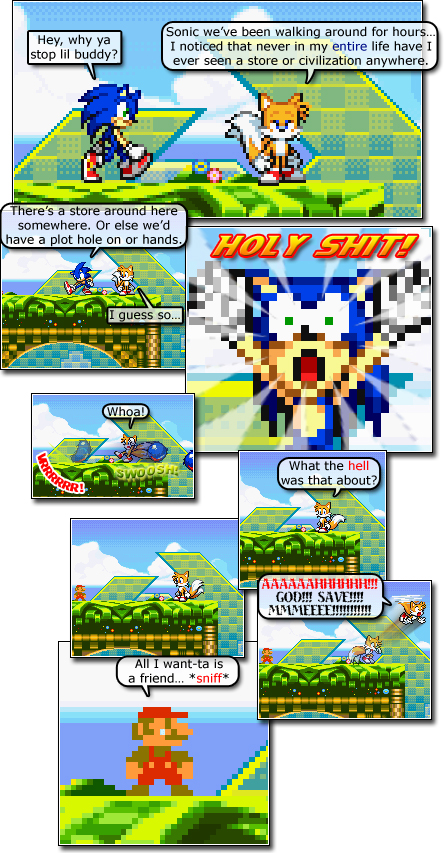 Hey, why ya
stop lil buddy?
Sonic we've been walking around for hours...
I noticed that never in my entire life have I
ever seen a store or civilization anywhere.
There's a store around here
somewhere. Or else we'd
have a plot hole on or hands.
I guess so...
HOLY SHIT!
Whoa!
VRRRRRR!
SWOOSH!
What the hell
was that about?
AAAAAAHHHHHH!!!
GOD!!! SAVE!!!!
MMMEEEE!!!!!!!!!!!
All I want-ta is
a friend... *sniff*